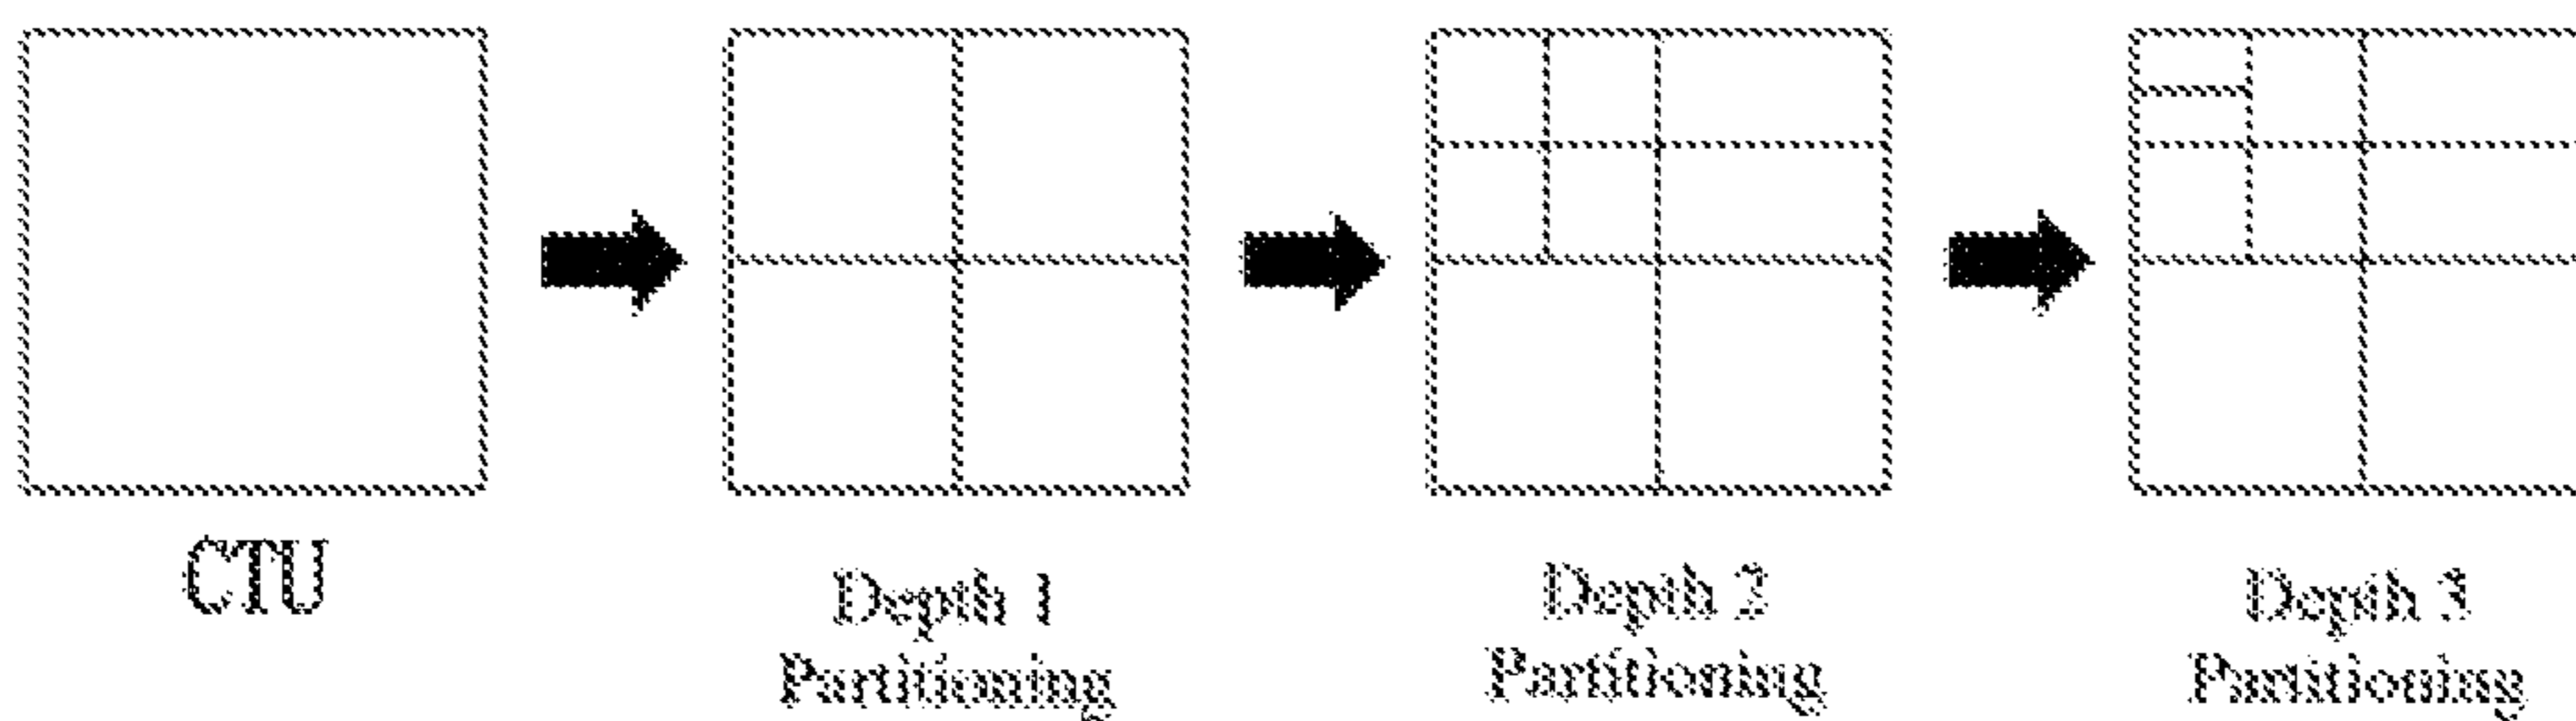 CTU
Depth 1
Partitioning
Depth 2
Partitioning
Depth 3
Partitioning